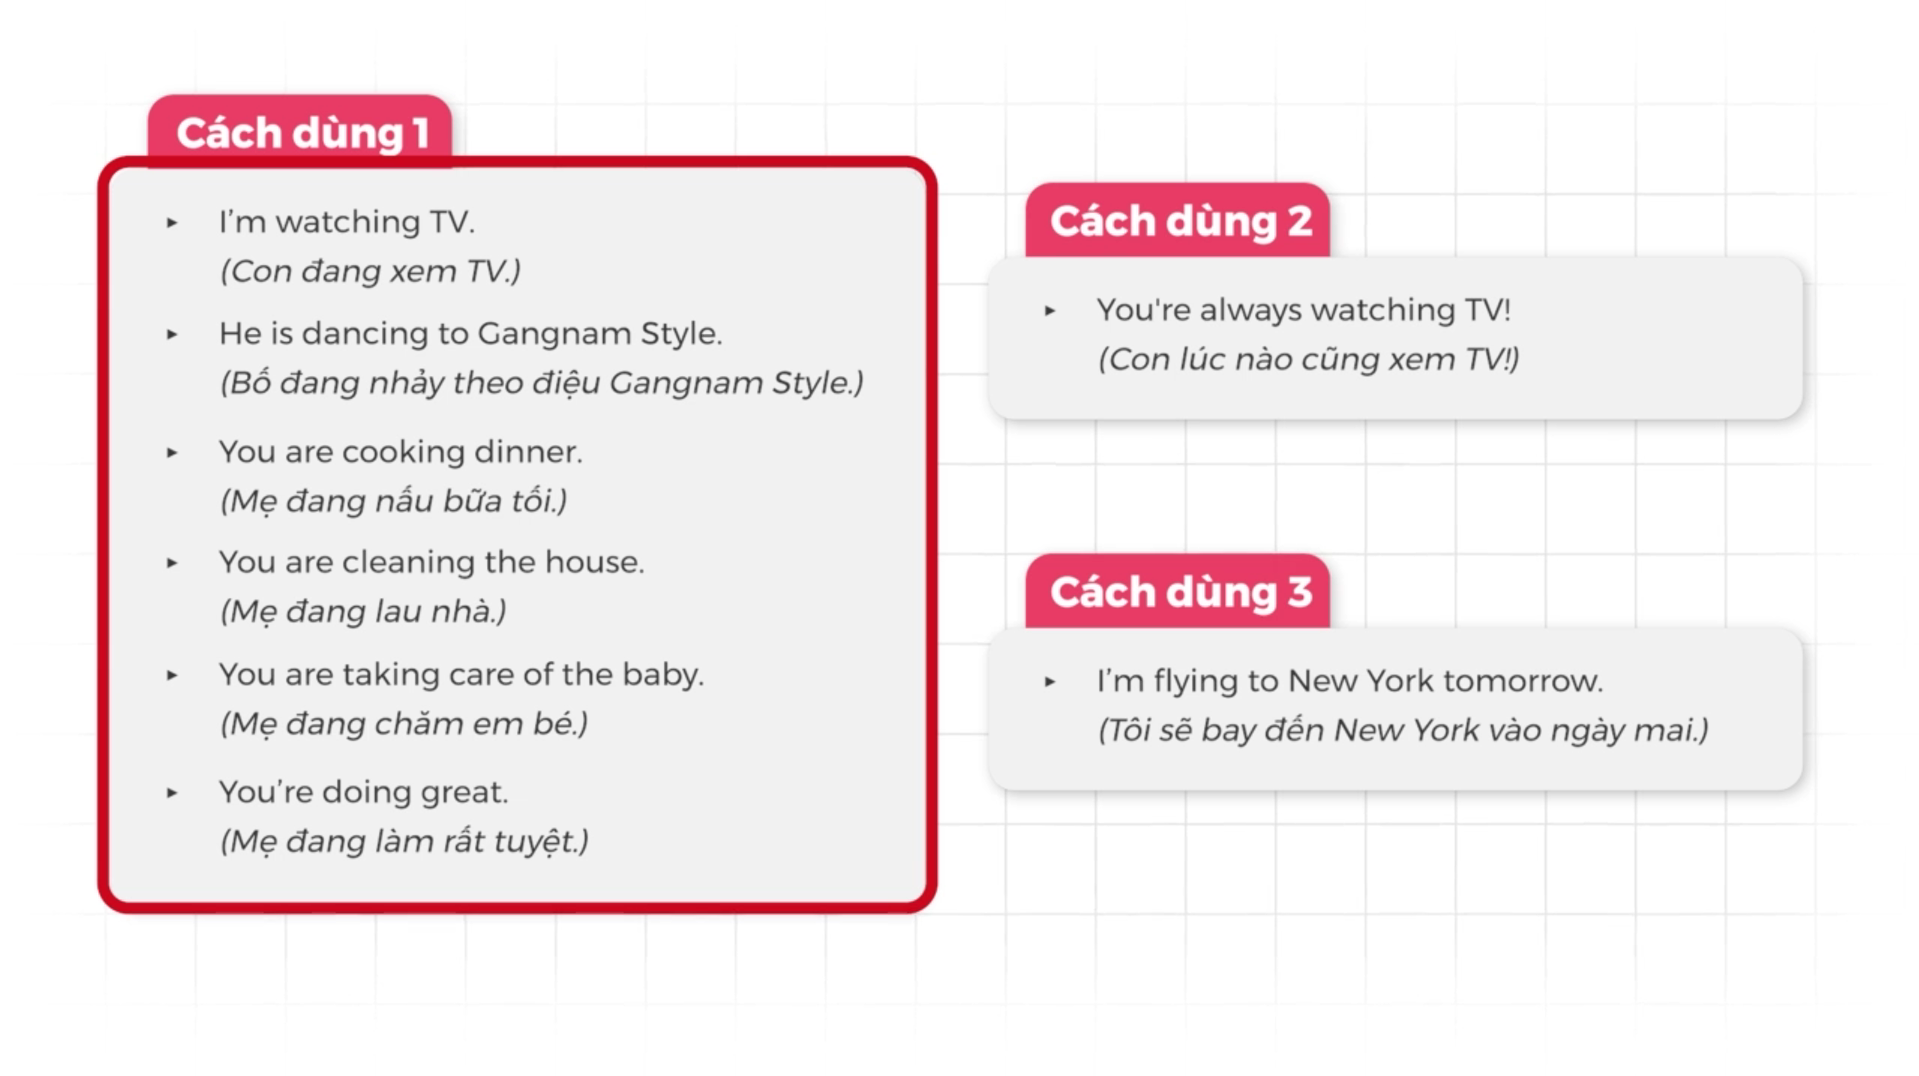 Cách dùng 1
I’m watching TV.
(Con đang xem TV.)
He is dancing to Gangnam Style.
(Bố đang nhảy theo điệu Gangnam Style.)
You are cooking dinner.
(Mẹ đang nấu bữa tối.)
You are cleaning the house.
(Mẹ đang lau nhà.)
You are taking care of the baby.
(Mẹ đang chăm em bé.)
You’re doing great.
(Mẹ đang làm rất tuyệt.)
Cách dùng 2
You're always watching TV!
(Con lúc nào cũng xem TV!)
Cách dùng 3
I’m flying to New York tomorrow.
(Tôi sẽ bay đến New York vào ngày mai.)